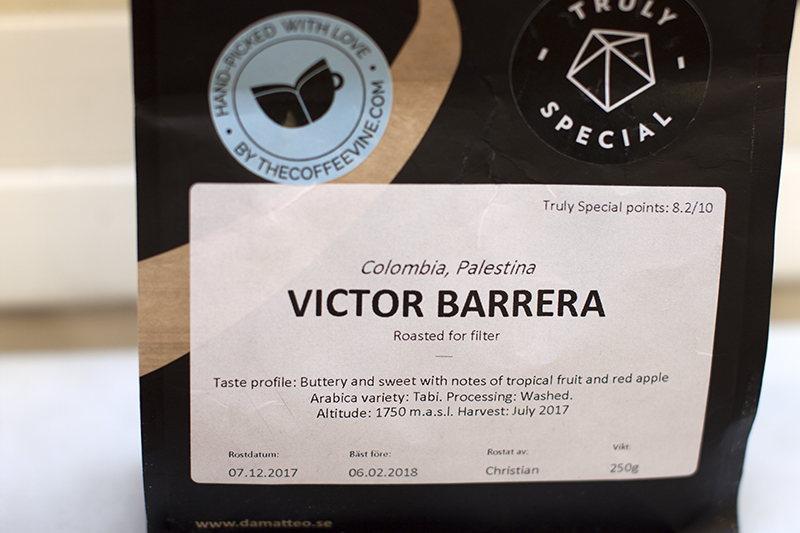 HAND-PICKED WITH LOVE
BY THECOFFEEVINE.COM
TRULY
SPECIAL
Truly Special points: 8.2/10
Colombia, Palestina
VICTOR BARRERA
Roasted for filter
Taste profile: Buttery and sweet with notes of tropical fruit and red apple
Arabica variety: Tabi. Processing: Washed.
Altitude: 1750 m.a.s.l. Harvest: July 2017
Rostdatum: Bäst före: Rostat av: Vikt:
07.12.2017 06.02.2018 Christian 250g
www.damatteo.se